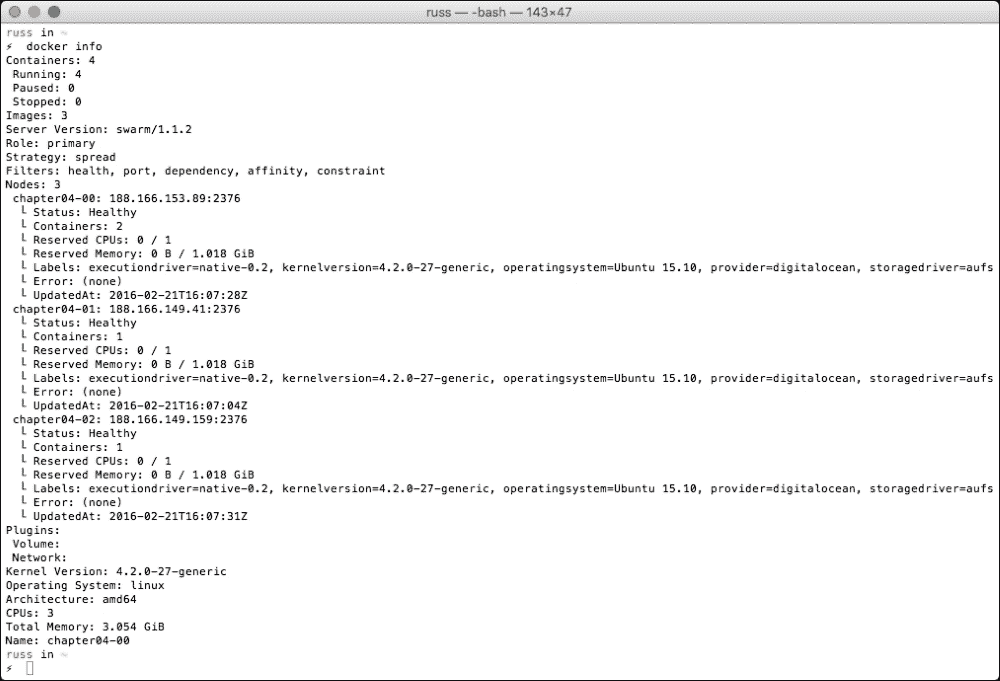 russ — -bash — 143×47
russ in ~
⚡ docker info
Containers: 4
 Running: 4
 Paused: 0
 Stopped: 0
Images: 3
Server Version: swarm/1.1.2
Role: primary
Strategy: spread
Filters: health, port, dependency, affinity, constraint
Nodes: 3
 chapter04-00: 188.166.153.89:2376
  └ Status: Healthy
  └ Containers: 2
  └ Reserved CPUs: 0 / 1
  └ Reserved Memory: 0 B / 1.018 GiB
  └ Labels: executiondriver=native-0.2, kernelversion=4.2.0-27-generic, operatingsystem=Ubuntu 15.10, provider=digitalocean, storagedriver=aufs
  └ Error: (none)
  └ UpdatedAt: 2016-02-21T16:07:28Z
 chapter04-01: 188.166.149.41:2376
  └ Status: Healthy
  └ Containers: 1
  └ Reserved CPUs: 0 / 1
  └ Reserved Memory: 0 B / 1.018 GiB
  └ Labels: executiondriver=native-0.2, kernelversion=4.2.0-27-generic, operatingsystem=Ubuntu 15.10, provider=digitalocean, storagedriver=aufs
  └ Error: (none)
  └ UpdatedAt: 2016-02-21T16:07:04Z
 chapter04-02: 188.166.149.159:2376
  └ Status: Healthy
  └ Containers: 1
  └ Reserved CPUs: 0 / 1
  └ Reserved Memory: 0 B / 1.018 GiB
  └ Labels: executiondriver=native-0.2, kernelversion=4.2.0-27-generic, operatingsystem=Ubuntu 15.10, provider=digitalocean, storagedriver=aufs
  └ Error: (none)
  └ UpdatedAt: 2016-02-21T16:07:31Z
Plugins:
 Volume:
 Network:
Kernel Version: 4.2.0-27-generic
Operating System: linux
Architecture: amd64
CPUs: 3
Total Memory: 3.054 GiB
Name: chapter04-00
russ in ~
⚡